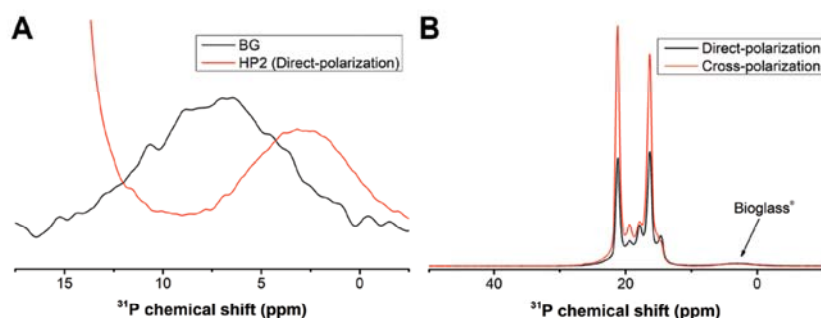 A
BG
HP2 (Direct-polarization)
15 10 5 0
³¹P chemical shift (ppm)
B
Direct-polarization
Cross-polarization
Bioglass®
40 20 0
³¹P chemical shift (ppm)